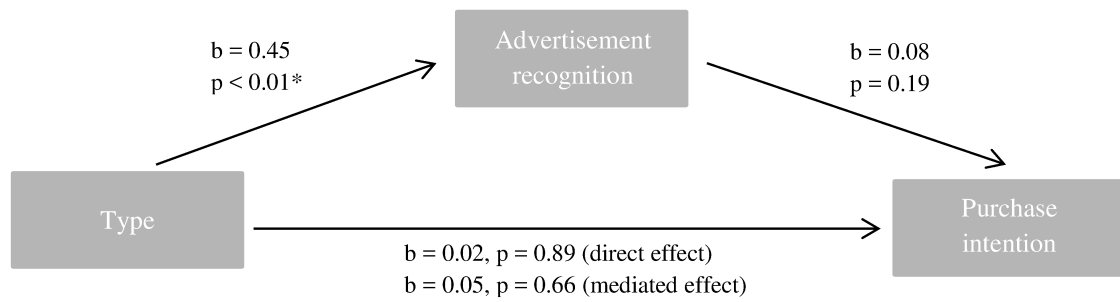 b = 0.45
p < 0.01*
Advertisement
recognition
b = 0.08
p = 0.19
Type
Purchase
intention
b = 0.02, p = 0.89 (direct effect)
b = 0.05, p = 0.66 (mediated effect)